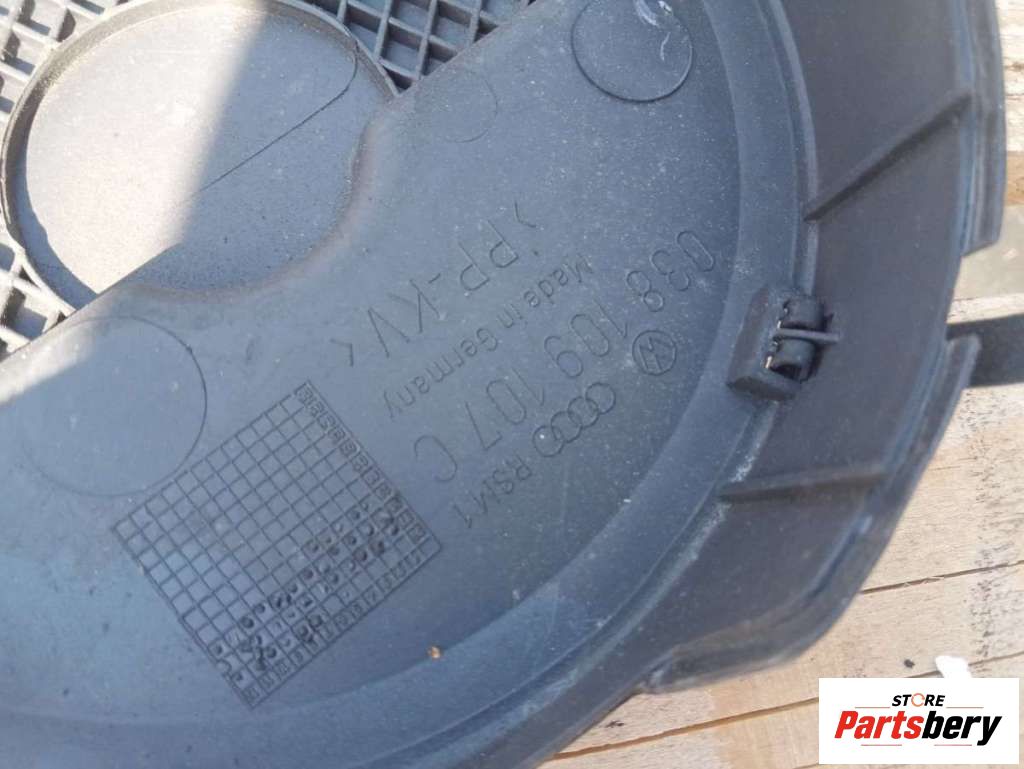 >PP-KV<
Made in Germany
038 109 107 C
RSM1
STORE
Partsbery